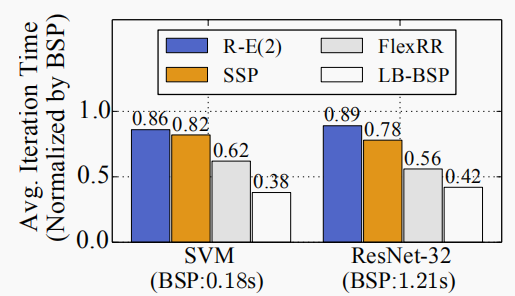 Avg. Iteration Time
(Normalized by BSP)
1.0
0.5
0.0
R-E(2)
SSP
FlexRR
LB-BSP
0.86
0.82
0.62
0.38
0.89
0.78
0.56
0.42
SVM
(BSP:0.18s)
ResNet-32
(BSP:1.21s)